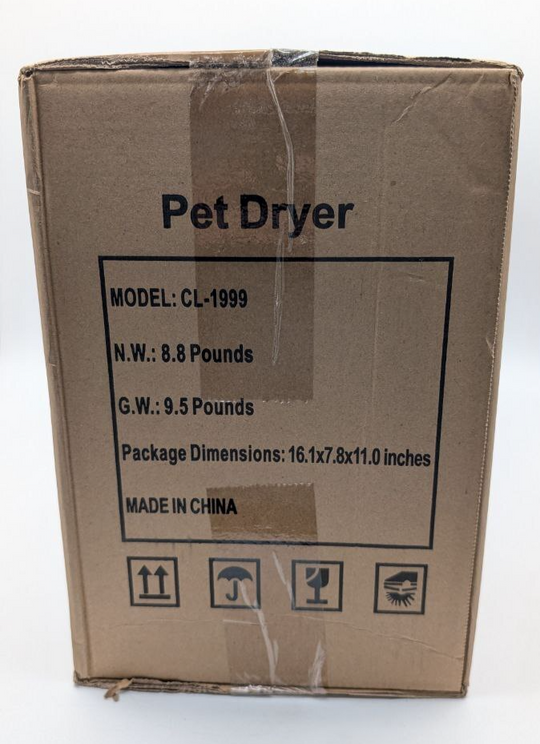 Pet Dryer
MODEL: CL-1999
N.W.: 8.8 Pounds
G.W.: 9.5 Pounds
Package Dimensions: 16.1x7.8x11.0 inches
MADE IN CHINA